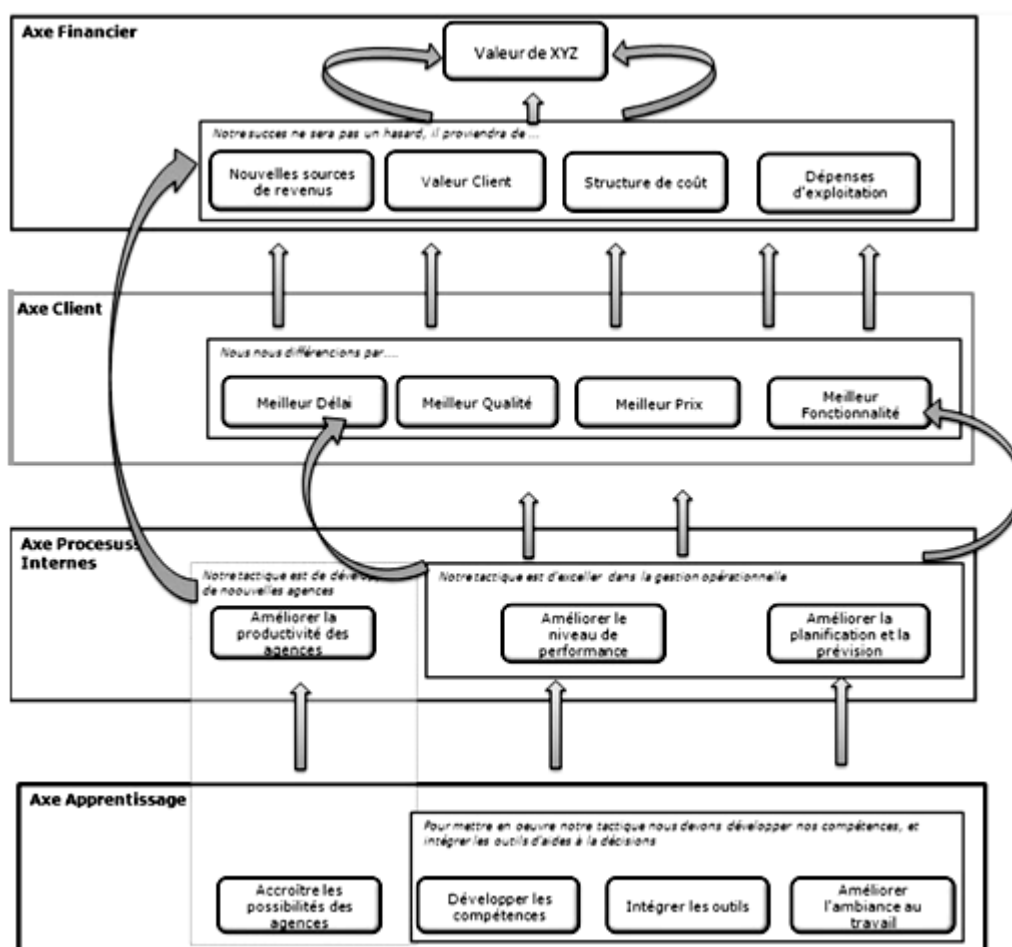 Axe Financier
Valeur de XYZ
Notre succes ne sera pas un hasard, il proviendra de ...
Nouvelles sources
de revenus
Valeur Client
Structure de coût
Dépenses
d'exploitation
Axe Client
Nous nous différencions par....
Meilleur Délai
Meilleur Qualité
Meilleur Prix
Meilleur
Fonctionnalité
Axe Procesuss
Internes
Notre tactique est de dévelop
de noouvelles agences
Améliorer la
productivité des
agences
Notre tactique est d'exceller dans la gestion opérationnelle
Améliorer le
niveau de
performance
Améliorer la
planification et la
prévision
Axe Apprentissage
Pour mettre en oeuvre notre tactique nous devons développer nos compétences, et
intégrer les outils d'aides à la décisions
Accroître les
possibilités des
agences
Développer les
compétences
Intégrer les outils
Améliorer
l'ambiance au
travail